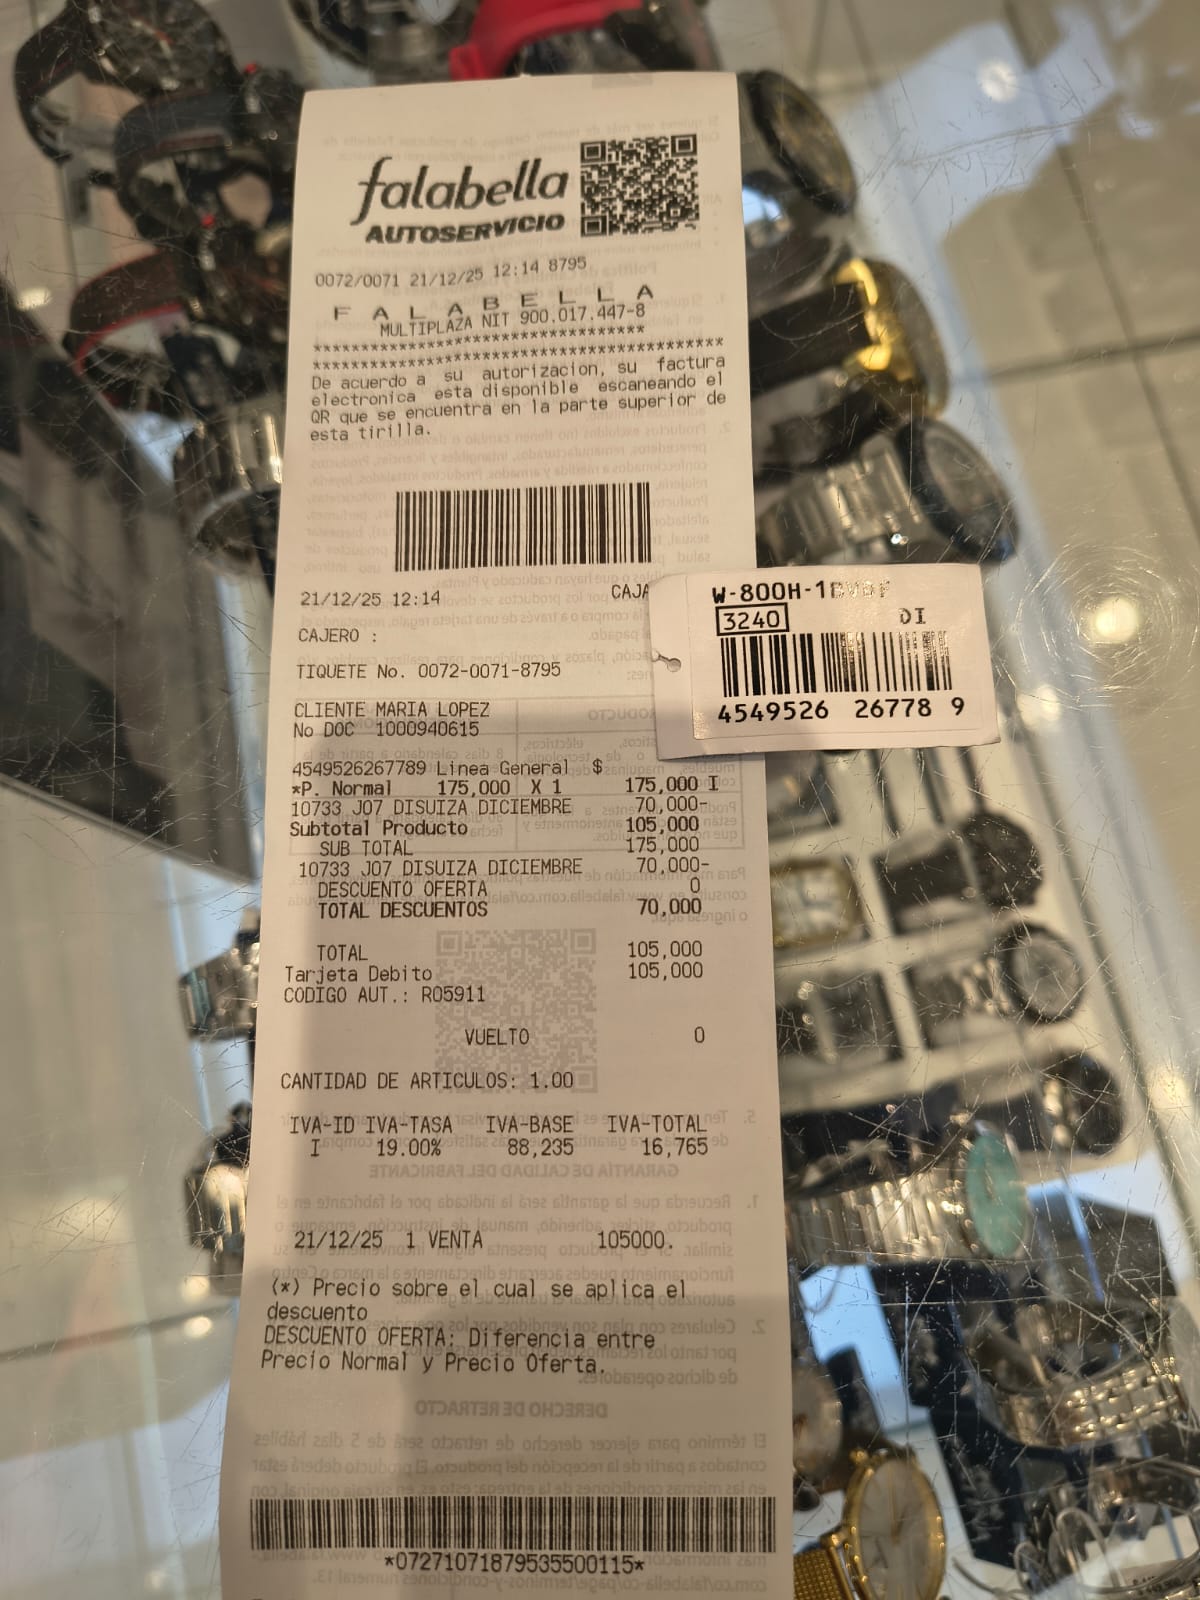 falabella
AUTOSERVICIO
0072/0071 21/12/25 12:14 8795
F A L A B E L L A
MULTIPLAZA NIT 900.017.447-8
**************************************
***********************************************
De acuerdo a su autorizacion, su factura
electronica esta disponible escaneando el
QR que se encuentra en la parte superior de
esta tirilla.
21/12/25 12:14 CAJA
CAJERO :
TIQUETE No. 0072-0071-8795
CLIENTE MARIA LOPEZ
No DOC 1000940615
4549526267789 Linea General $
*P. Normal 175,000 X 1 175,000 I
10733 J07 DISUIZA DICIEMBRE 70,000-
Subtotal Producto 105,000
SUB TOTAL 175,000
10733 J07 DISUIZA DICIEMBRE 70,000-
DESCUENTO OFERTA 0
TOTAL DESCUENTOS 70,000
TOTAL 105,000
Tarjeta Debito 105,000
CODIGO AUT.: R05911
VUELTO 0
CANTIDAD DE ARTICULOS: 1.00
IVA-ID IVA-TASA IVA-BASE IVA-TOTAL
I 19.00% 88,235 16,765
21/12/25 1 VENTA 105000.
(*) Precio sobre el cual se aplica el
descuento
DESCUENTO OFERTA: Diferencia entre
Precio Normal y Precio Oferta.
*07271071879535500115*
W-800H-1BVDF
3240 DI
4549526 26778 9